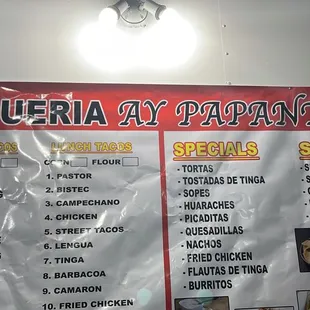 UERIA AY PAPAN
LUNCH TACOS
CORN FLOUR
1. PASTOR
2. BISTEC
3. CAMPECHANO
4. CHICKEN
5. STREET TACOS
6. LENGUA
7. TINGA
8. BARBACOA
9. CAMARON
10. FRIED CHICKEN
SPECIALS
- TORTAS
- TOSTADAS DE TINGA
- SOPES
- HUARACHES
- PICADITAS
- QUESADILLAS
- NACHOS
- FRIED CHICKEN
- FLAUTAS DE TINGA
- BURRITOS